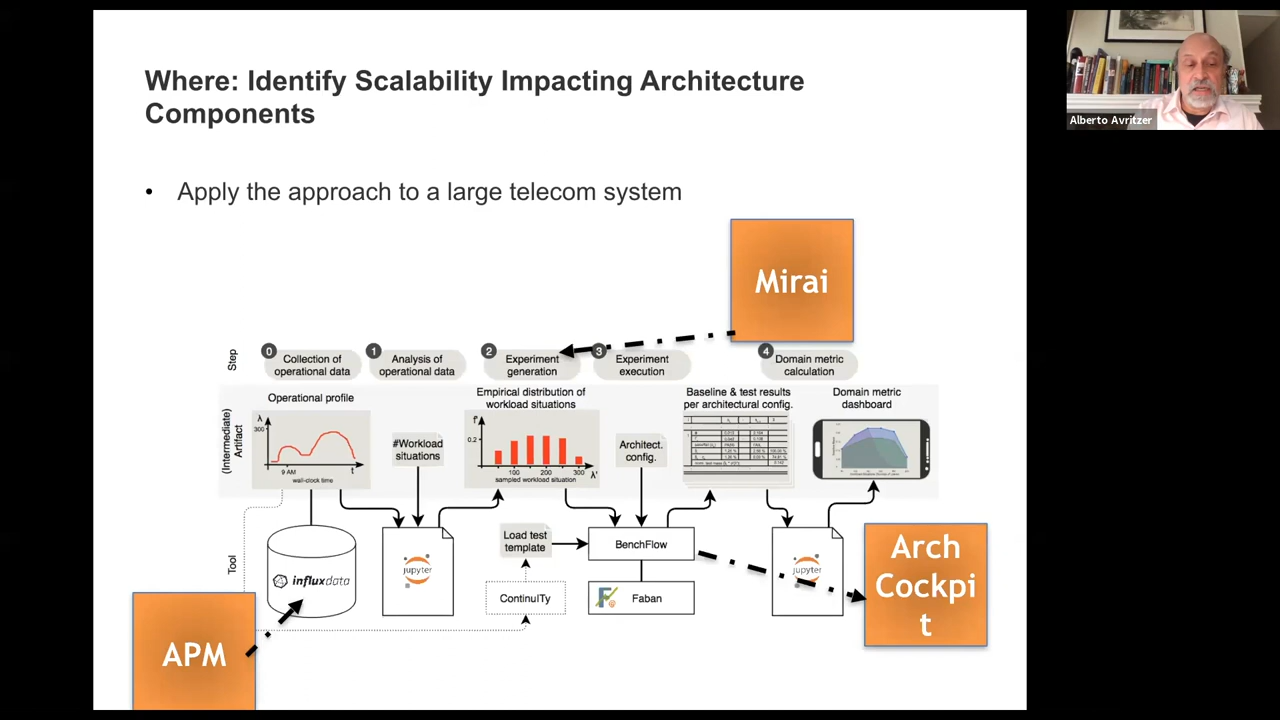 Where: Identify Scalability Impacting Architecture
Components
• Apply the approach to a large telecom system
Alberto Avritzer
Mirai
Step
0 Collection of
operational data
1 Analysis of
operational data
2 Experiment
generation
3 Experiment
execution
4 Domain metric
calculation
(Intermediate)
Artifact
Operational profile
λ
300
9 AM
t
wall-clock time
#Workload
situations
Empirical distribution of
workload situations
f'
0.2
100
200
300
λ'
sampled workload situation
Architect.
config.
Baseline & test results
per architectural config.
Domain metric
dashboard
Tool
influxdata
jupyter
Load test
template
ContinuITy
BenchFlow
Faban
jupyter
Arch
Cockpi
t
APM